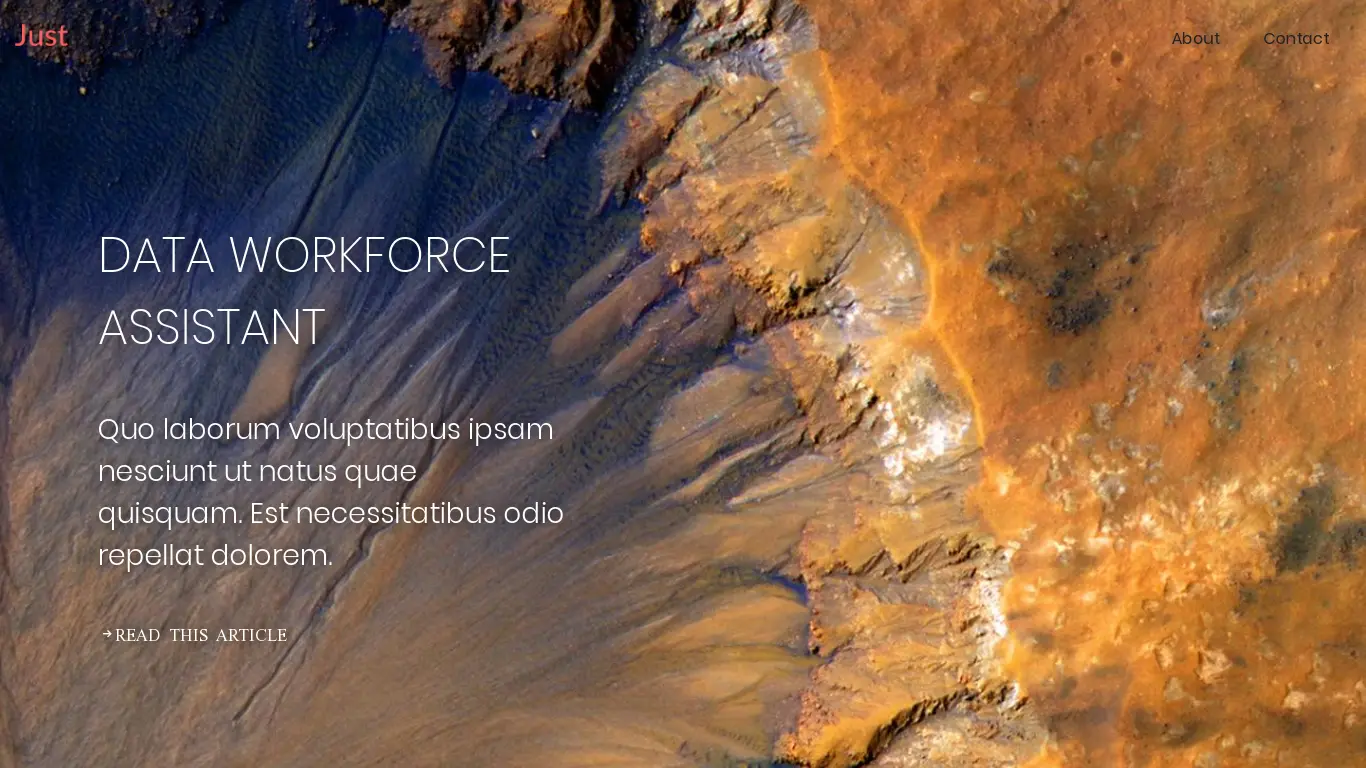 Just
About
Contact
DATA WORKFORCE
ASSISTANT
Quo laborum voluptatibus ipsam
nesciunt ut natus quae
quisquam. Est necessitatibus odio
repellat dolorem.
→READ THIS ARTICLE